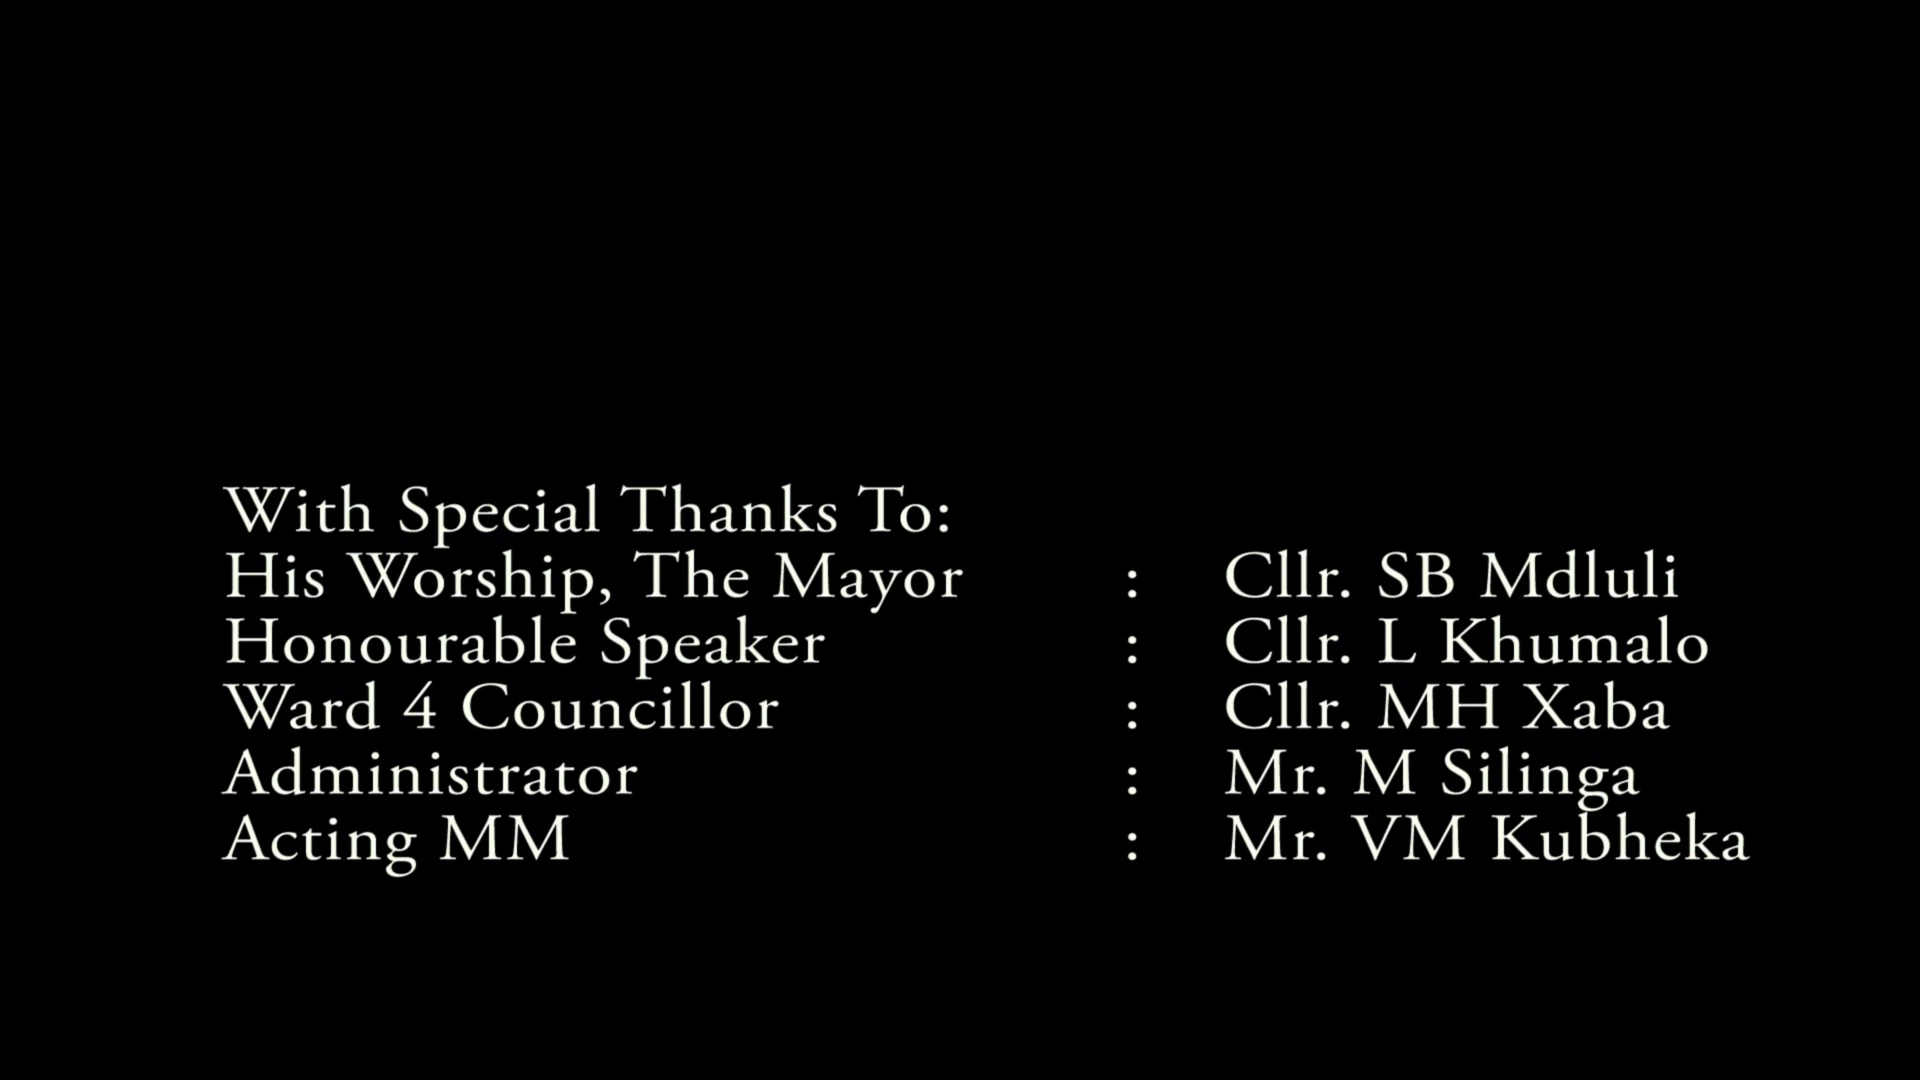 With Special Thanks To:
His Worship, The Mayor : Cllr. SB Mdluli
Honourable Speaker : Cllr. L Khumalo
Ward 4 Councillor : Cllr. MH Xaba
Administrator : Mr. M Silinga
Acting MM : Mr. VM Kubheka